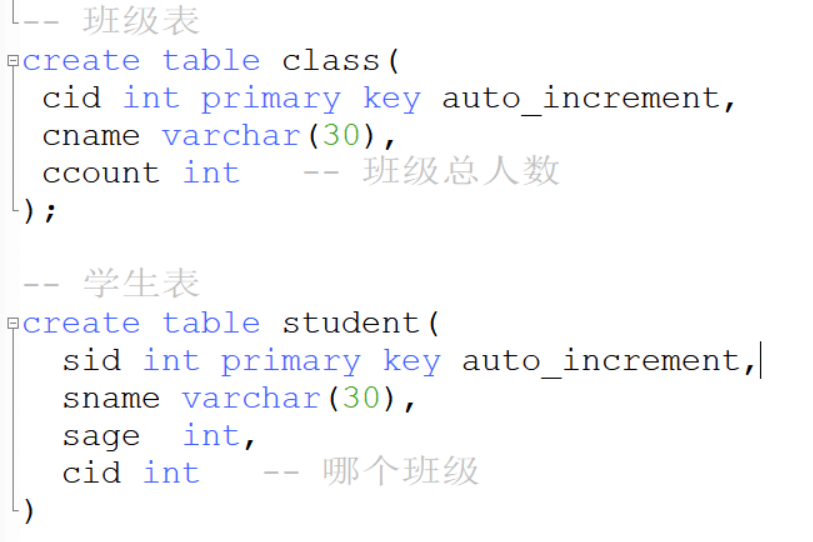 -- 班级表
create table class(
cid int primary key auto_increment,
cname varchar(30),
ccount int -- 班级总人数
);
-- 学生表
create table student(
sid int primary key auto_increment,
sname varchar(30),
sage int,
cid int -- 哪个班级
)